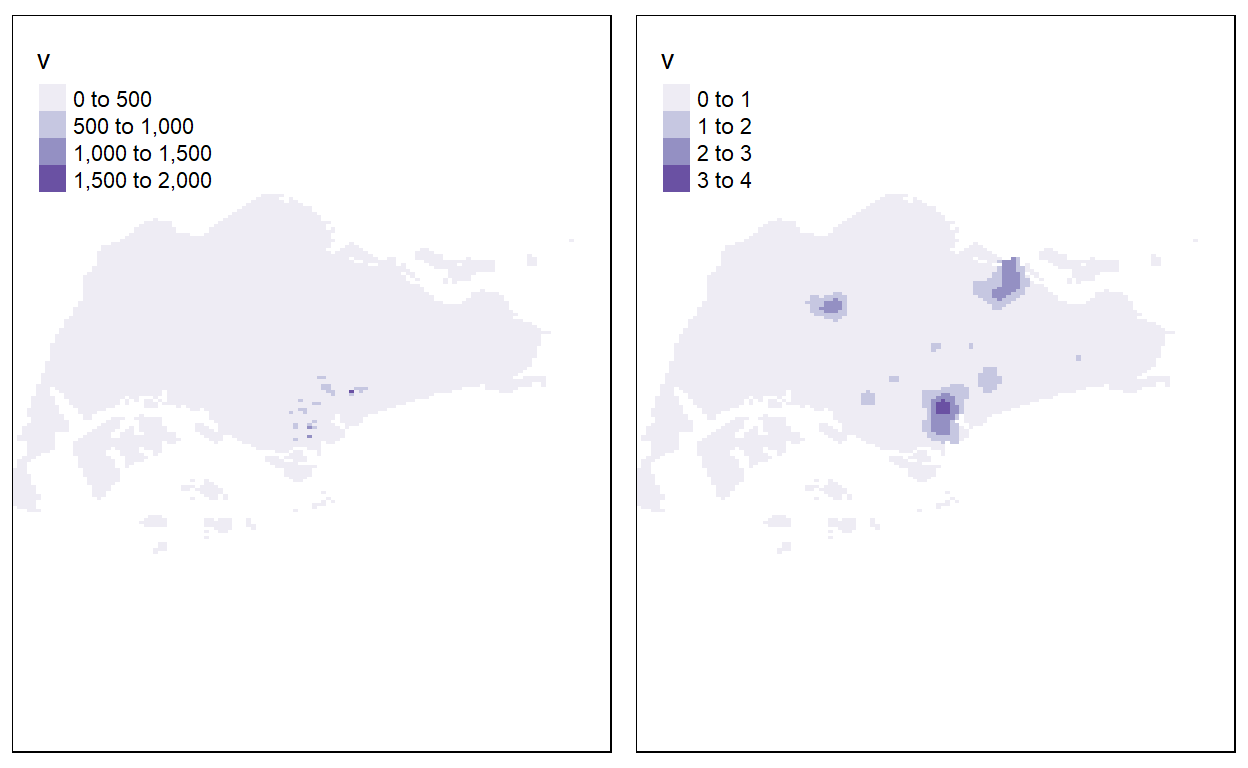 v
0 to 500
500 to 1,000
1,000 to 1,500
1,500 to 2,000
v
0 to 1
1 to 2
2 to 3
3 to 4